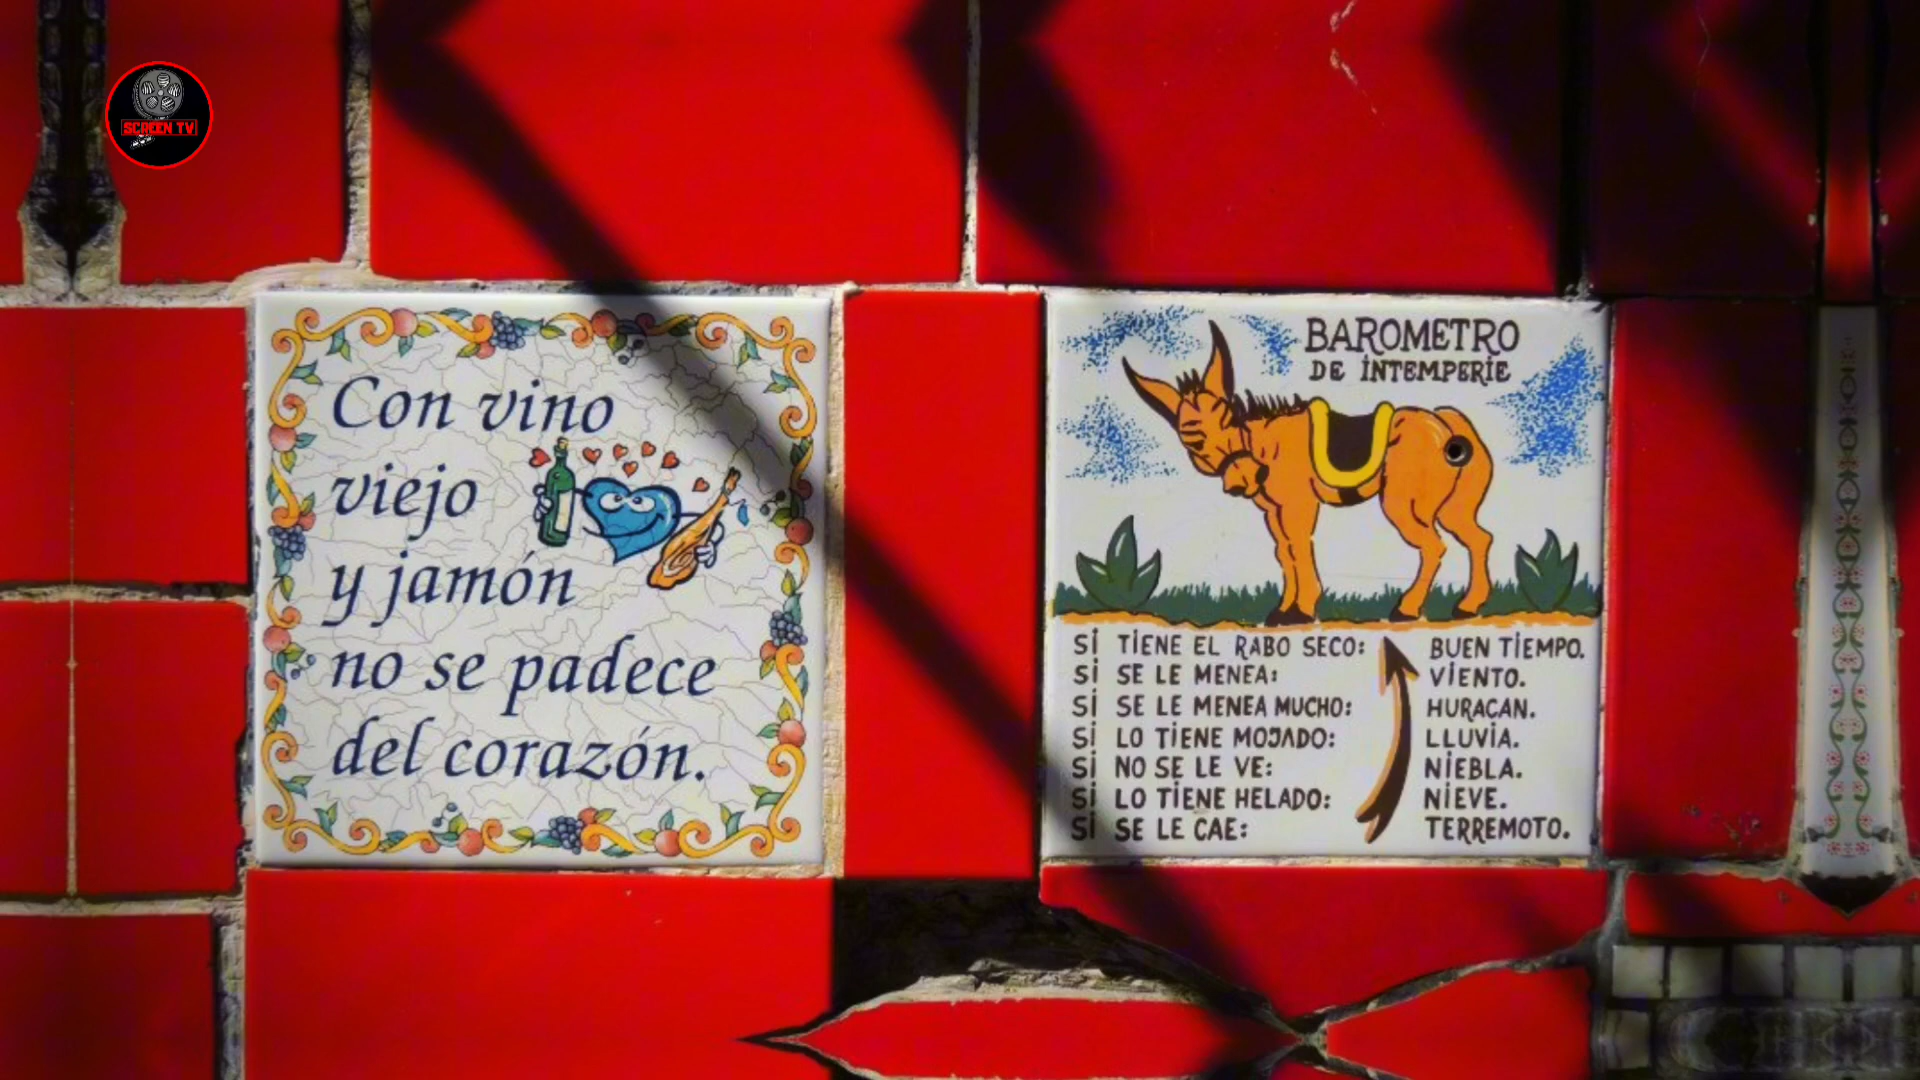 SCREEN TV
Con vino
viejo
y jamón
no se padece
del corazón.
BAROMETRO
DE INTEMPERIE
SI TIENE EL RABO SECO: BUEN TIEMPO.
SI SE LE MENEA: VIENTO.
SI SE LE MENEA MUCHO: HURACAN.
SI LO TIENE MOJADO: LLUVIA.
SI NO SE LE VE: NIEBLA.
SI LO TIENE HELADO: NIEVE.
SI SE LE CAE: TERREMOTO.